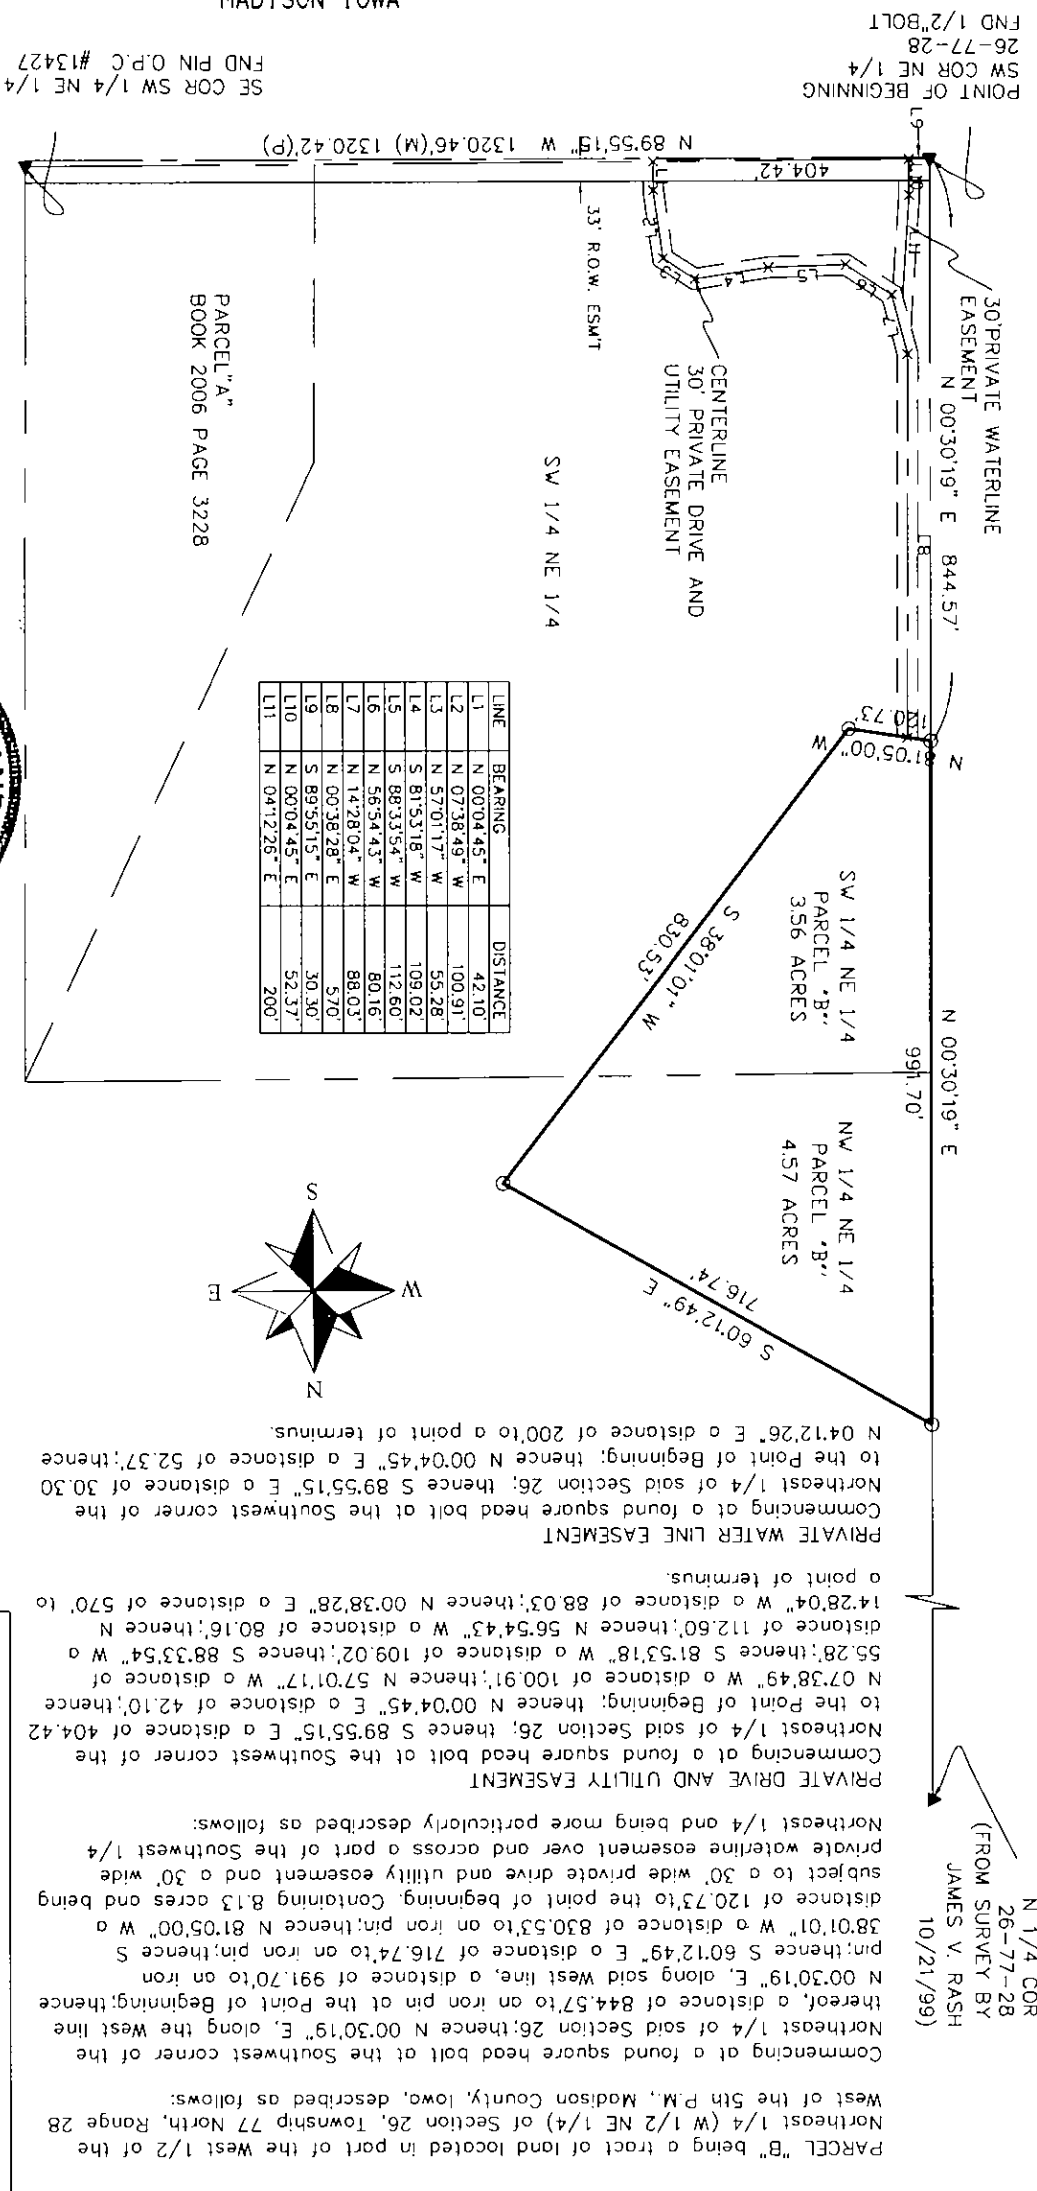 PARCEL "B" being a tract of land located in part of the West 1/2 of the
Northeast 1/4 (W 1/2 NE 1/4) of Section 26, Township 77 North, Range 28
West of the 5th P.M., Madison County, Iowa, described as follows:
Commencing at a found square head bolt at the Southwest corner of the
Northeast 1/4 of said Section 26; thence N 00°30'19" E, along the West line
thereof, a distance of 844.57' to an iron pin at the Point of Beginning; thence
N 00°30'19" E, along said West line, a distance of 991.70' to an iron
pin; thence S 60°12'49" E a distance of 716.74' to an iron pin; thence S
38°01'01" W a distance of 830.53' to an iron pin; thence N 81°05'00" W a
distance of 120.73' to the point of beginning. Containing 8.13 acres and being
subject to a 30' wide private drive and utility easement and a 30' wide
private waterline easement over and across a part of the Southwest 1/4
Northeast 1/4 and being more particularly described as follows:
PRIVATE DRIVE AND UTILITY EASEMENT
Commencing at a found square head bolt at the Southwest corner of the
Northeast 1/4 of said Section 26; thence S 89°55'15" E a distance of 404.42
to the Point of Beginning; thence N 00°04'45" E a distance of 42.10'; thence
N 07°38'49" W a distance of 100.91'; thence N 57°01'17" W a distance of
55.28'; thence S 81°53'18" W a distance of 109.02'; thence S 88°33'54" W a
distance of 112.60'; thence N 56°54'43" W a distance of 80.16'; thence N
14°28'04" W a distance of 88.03'; thence N 00°38'28" E a distance of 570' to
a point of terminus.
PRIVATE WATER LINE EASEMENT
Commencing at a found square head bolt at the Southwest corner of the
Northeast 1/4 of said Section 26; thence S 89°55'15" E a distance of 30.30
to the Point of Beginning; thence N 00°04'45" E a distance of 52.37'; thence
N 04°12'26" E a distance of 200' to a point of terminus.
N 1/4 COR
26-77-28
(FROM SURVEY BY
JAMES V. RASH
10/21/99)
N
W
E
S
S 60°12'49" E
716.74'
NW 1/4 NE 1/4
PARCEL "B"
4.57 ACRES
N 00°30'19" E
991.70'
SW 1/4 NE 1/4
PARCEL "B"
3.56 ACRES
S 38°01'01" W
830.53'
N 81°05'00" W
120.73'
LINE BEARING DISTANCE
L1 N 00°04'45" E 42.10'
L2 N 07°38'49" W 100.91'
L3 N 57°01'17" W 55.28'
L4 S 81°53'18" W 109.02'
L5 S 88°33'54" W 112.60'
L6 N 56°54'43" W 80.16'
L7 N 14°28'04" W 88.03'
L8 N 00°38'28" E 570'
L9 S 89°55'15" E 30.30'
L10 N 00°04'45" E 52.37'
L11 N 04°12'26" E 200'
N 00°30'19" E 844.57'
30' PRIVATE WATERLINE
EASEMENT
CENTERLINE
30' PRIVATE DRIVE AND
UTILITY EASEMENT
SW 1/4 NE 1/4
33' R.O.W. ESM'T
PARCEL "A"
BOOK 2006 PAGE 3228
L1
L2
L3
L4
L5
L6
L7
L8
L9
L10
L11
404.42'
N 89°55'15" W 1320.46'(M) 1320.42'(P)
POINT OF BEGINNING
SW COR NE 1/4
26-77-28
FND 1/2" BOLT
SE COR SW 1/4 NE 1/4
FND PIN O.P.C. #13427
MADISON IOWA